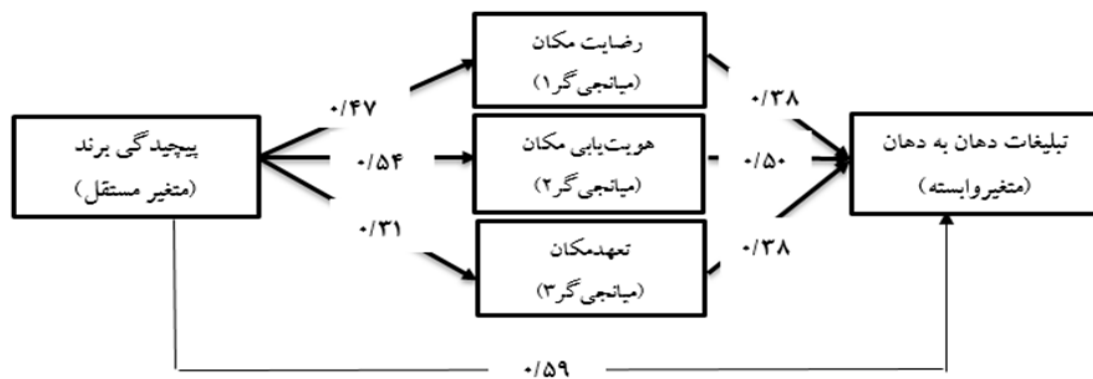 رضایت مکان
(میانجی‌گر۱)
۰/۴۷
۰/۳۸
پیچیدگی برند
(متغیر مستقل)
۰/۵۴
هویت‌یابی مکان
(میانجی‌گر۲)
۰/۵۰
تبلیغات دهان به دهان
(متغیروابسته)
۰/۳۱
تعهدمکان
(میانجی‌گر۳)
۰/۳۸
۰/۵۹